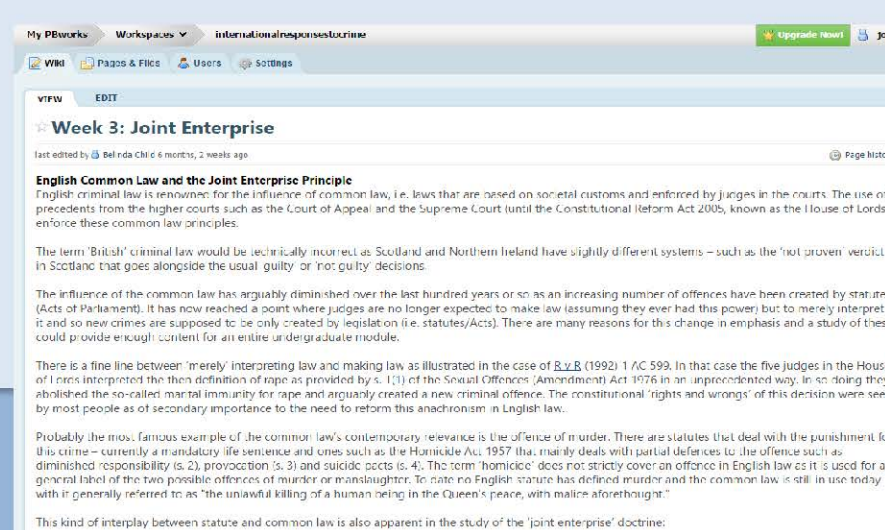 My PBworks Workspaces internationalresponsestocrime Upgrade Now!
Wiki Pages & Files Users Settings
VIEW EDIT
Week 3: Joint Enterprise
last edited by Belinda Child 6 months, 2 weeks ago Page histo
English Common Law and the Joint Enterprise Principle
English criminal law is renowned for the influence of common law, i.e. laws that are based on societal customs and enforced by judges in the courts. The use of
precedents from the higher courts such as the Court of Appeal and the Supreme Court (until the Constitutional Reform Act 2005, known as the House of Lords
enforce these common law principles.
The term 'British' criminal law would be technically incorrect as Scotland and Northern Ireland have slightly different systems – such as the 'not proven' verdict
in Scotland that goes alongside the usual 'guilty' or 'not guilty' decisions.
The influence of the common law has arguably diminished over the last hundred years or so as an increasing number of offences have been created by statute
(Acts of Parliament). It has now reached a point where judges are no longer expected to make law (assuming they ever had this power) but to merely interpret
it and so new crimes are supposed to be only created by legislation (i.e. statutes/Acts). There are many reasons for this change in emphasis and a study of thes
could provide enough content for an entire undergraduate module.
There is a fine line between 'merely' interpreting law and making law as illustrated in the case of R v R (1992) 1 AC 599. In that case the five judges in the Hous
of Lords interpreted the then definition of rape as provided by s. 1(1) of the Sexual Offences (Amendment) Act 1976 in an unprecedented way. In so doing they
abolished the so-called marital immunity for rape and arguably created a new criminal offence. The constitutional 'rights and wrongs' of this decision were see
by most people as of secondary importance to the need to reform this anachronism in English law.
Probably the most famous example of the common law's contemporary relevance is the offence of murder. There are statutes that deal with the punishment fo
this crime – currently a mandatory life sentence and ones such as the Homicide Act 1957 that mainly deals with partial defences to the offence such as
diminished responsibility (s. 2), provocation (s. 3) and suicide pacts (s. 4). The term 'homicide' does not strictly cover an offence in English law as it is used for a
general label of the two possible offences of murder or manslaughter. To date no English statute has defined murder and the common law is still in use today
with it generally referred to as "the unlawful killing of a human being in the Queen's peace, with malice aforethought."
This kind of interplay between statute and common law is also apparent in the study of the 'joint enterprise' doctrine: